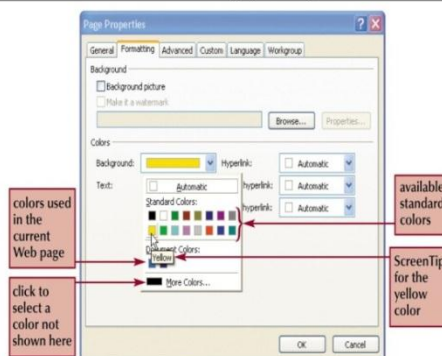 Page Properties
General Formatting Advanced Custom Language Workgroup
Background
Background picture
Make it a watermark
Browse... Properties...
Colors
Background: Hyperlink: Automatic
Text: Automatic hyperlink: Automatic
Standard Colors:
hyperlink: Automatic
Document Colors:
Yellow
More Colors...
OK Cancel
colors used
in the
current
Web page
click to
select a
color not
shown here
available
standard
colors
ScreenTip
for the
yellow
color